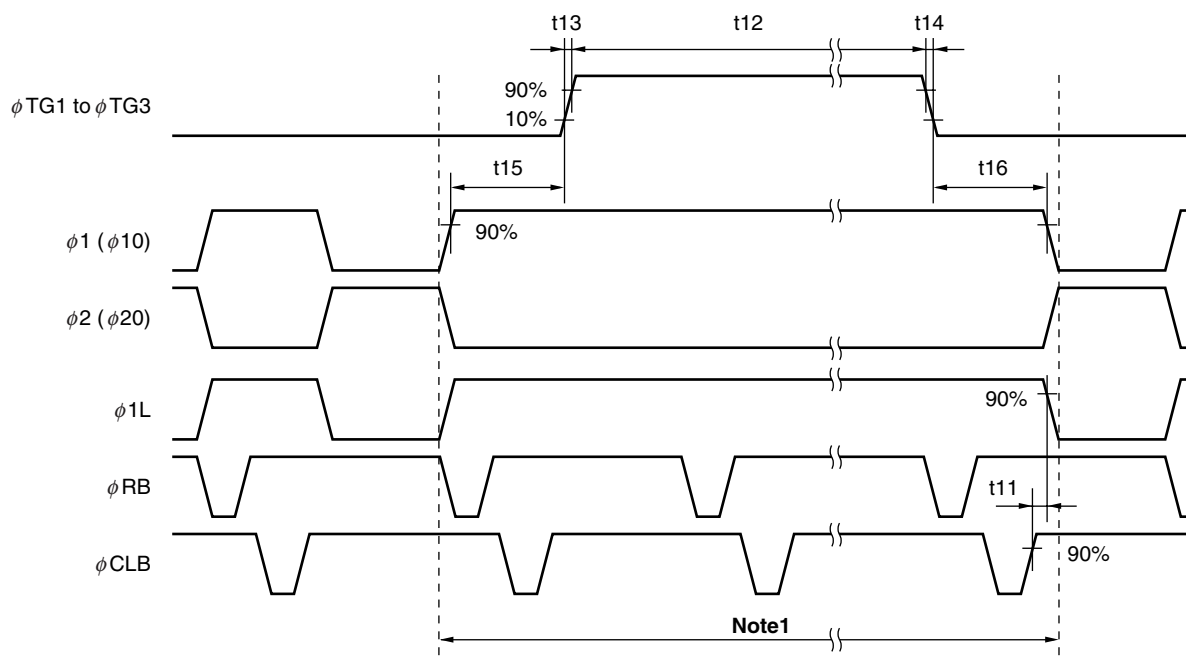 t13 t12 t14
φTG1 to φTG3
90%
10%
t15 t16
φ1 (φ10)
90%
φ2 (φ20)
φ1L
90%
φRB
t11
φCLB
90%
Note1